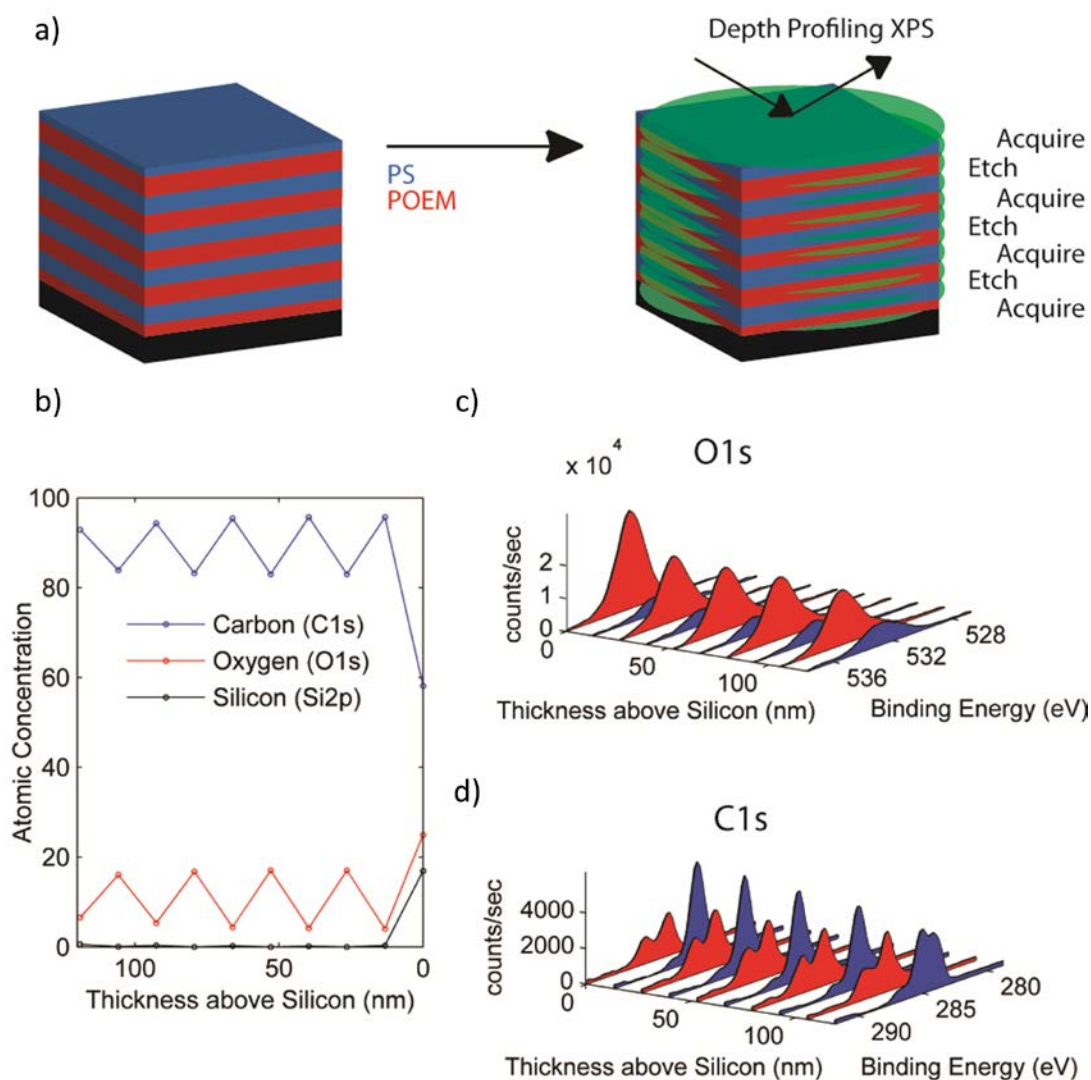 a)
Depth Profiling XPS
PS
POEM
Acquire
Etch
Acquire
Etch
Acquire
Etch
Acquire
b)
100
80
60
40
20
0
Atomic Concentration
Carbon (C1s)
Oxygen (O1s)
Silicon (Si2p)
100
50
0
Thickness above Silicon (nm)
c)
O1s
x 10^4
counts/sec
2
1
0
0
50
100
528
532
536
Thickness above Silicon (nm)
Binding Energy (eV)
d)
C1s
counts/sec
4000
2000
0
0
50
100
280
285
290
Thickness above Silicon (nm)
Binding Energy (eV)